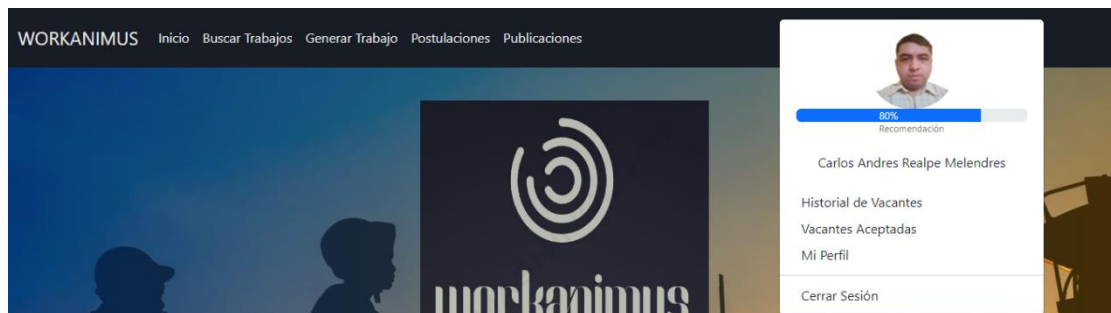 WORKANIMUS Inicio Buscar Trabajos Generar Trabajo Postulaciones Publicaciones
80%
Recomendación
Carlos Andres Realpe Melendres
Historial de Vacantes
Vacantes Aceptadas
Mi Perfil
Cerrar Sesión
workanimus